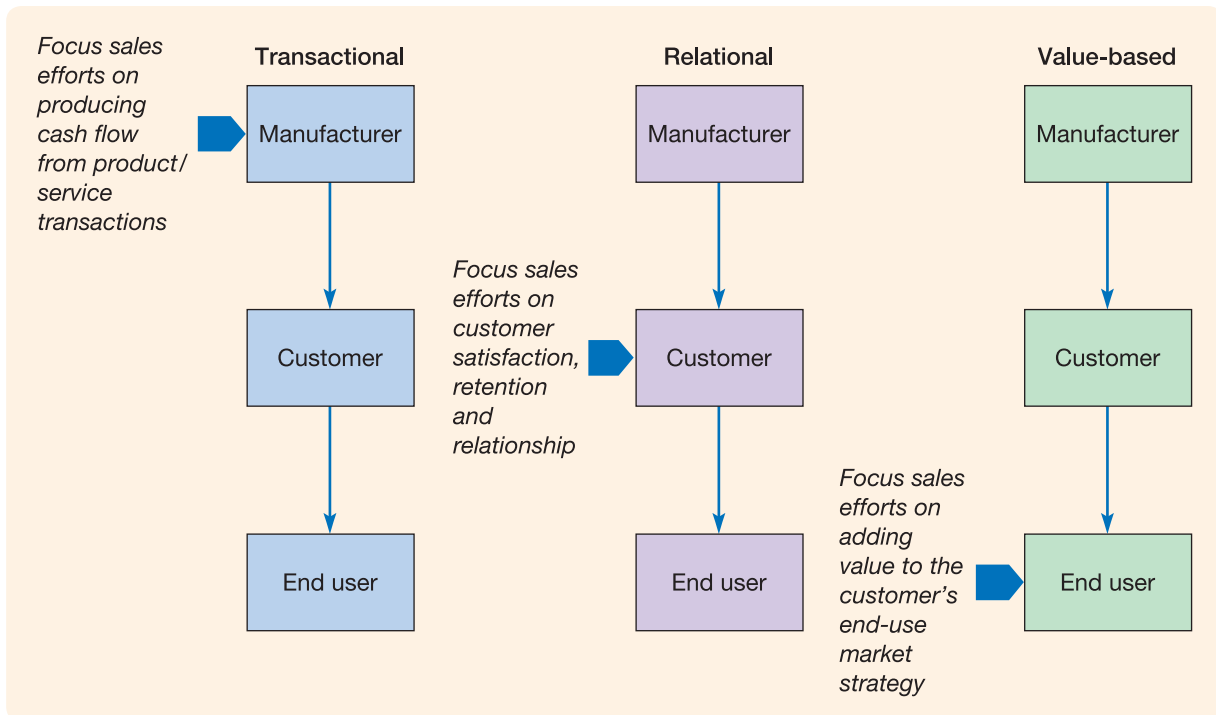 Focus sales
efforts on
producing
cash flow
from product/
service
transactions
Transactional
Manufacturer
Customer
End user
Relational
Manufacturer
Focus sales
efforts on
customer
satisfaction,
retention
and
relationship
Customer
End user
Value-based
Manufacturer
Customer
Focus sales
efforts on
adding
value to the
customer’s
end-use
market
strategy
End user